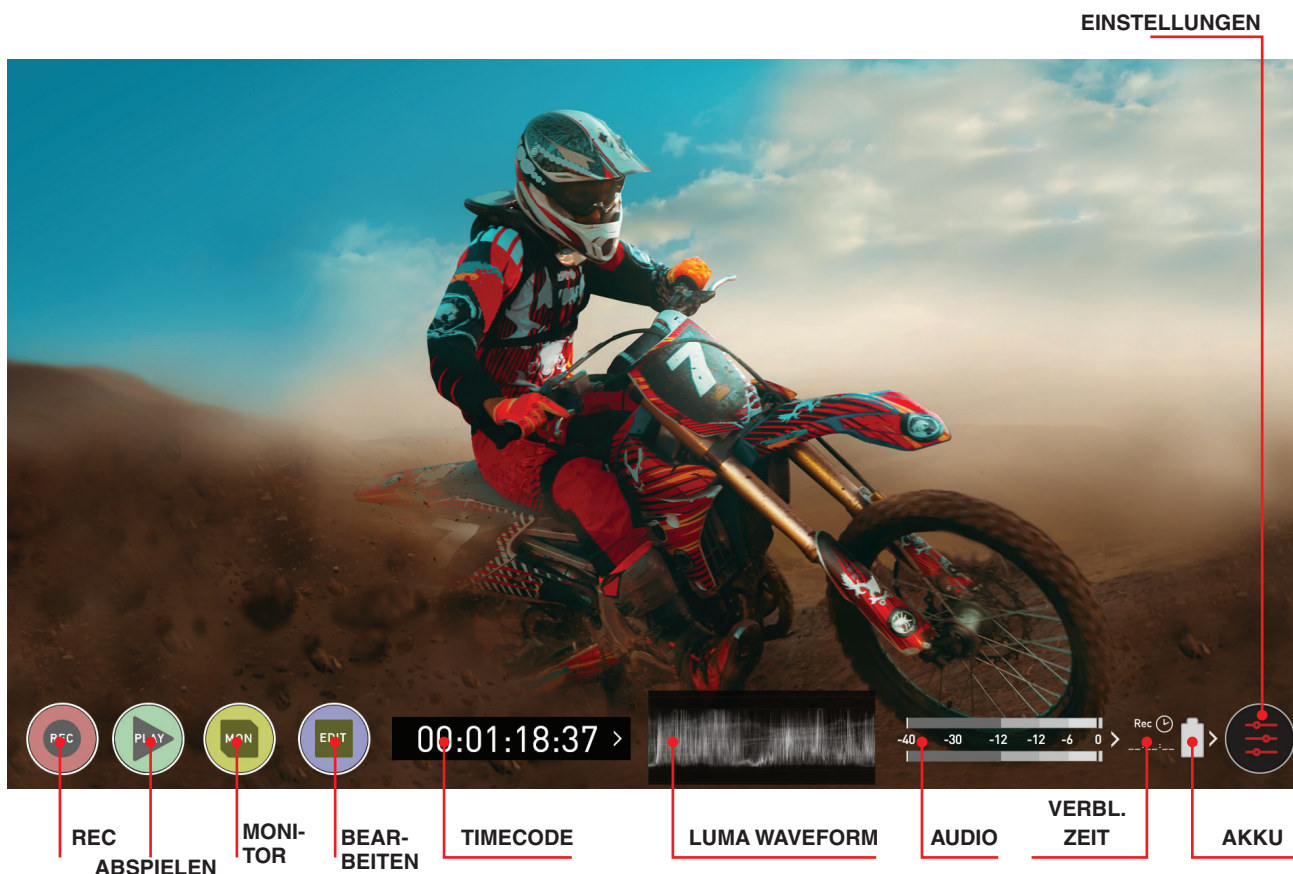 EINSTELLUNGEN
7
REC
PLAY
MON
EDIT
00:01:18:37 >
-40 -30 -12 -12 -6 0 >
Rec
--:--
>
REC
ABSPIELEN
MONI-
TOR
BEAR-
BEITEN
TIMECODE
LUMA WAVEFORM
AUDIO
VERBL.
ZEIT
AKKU